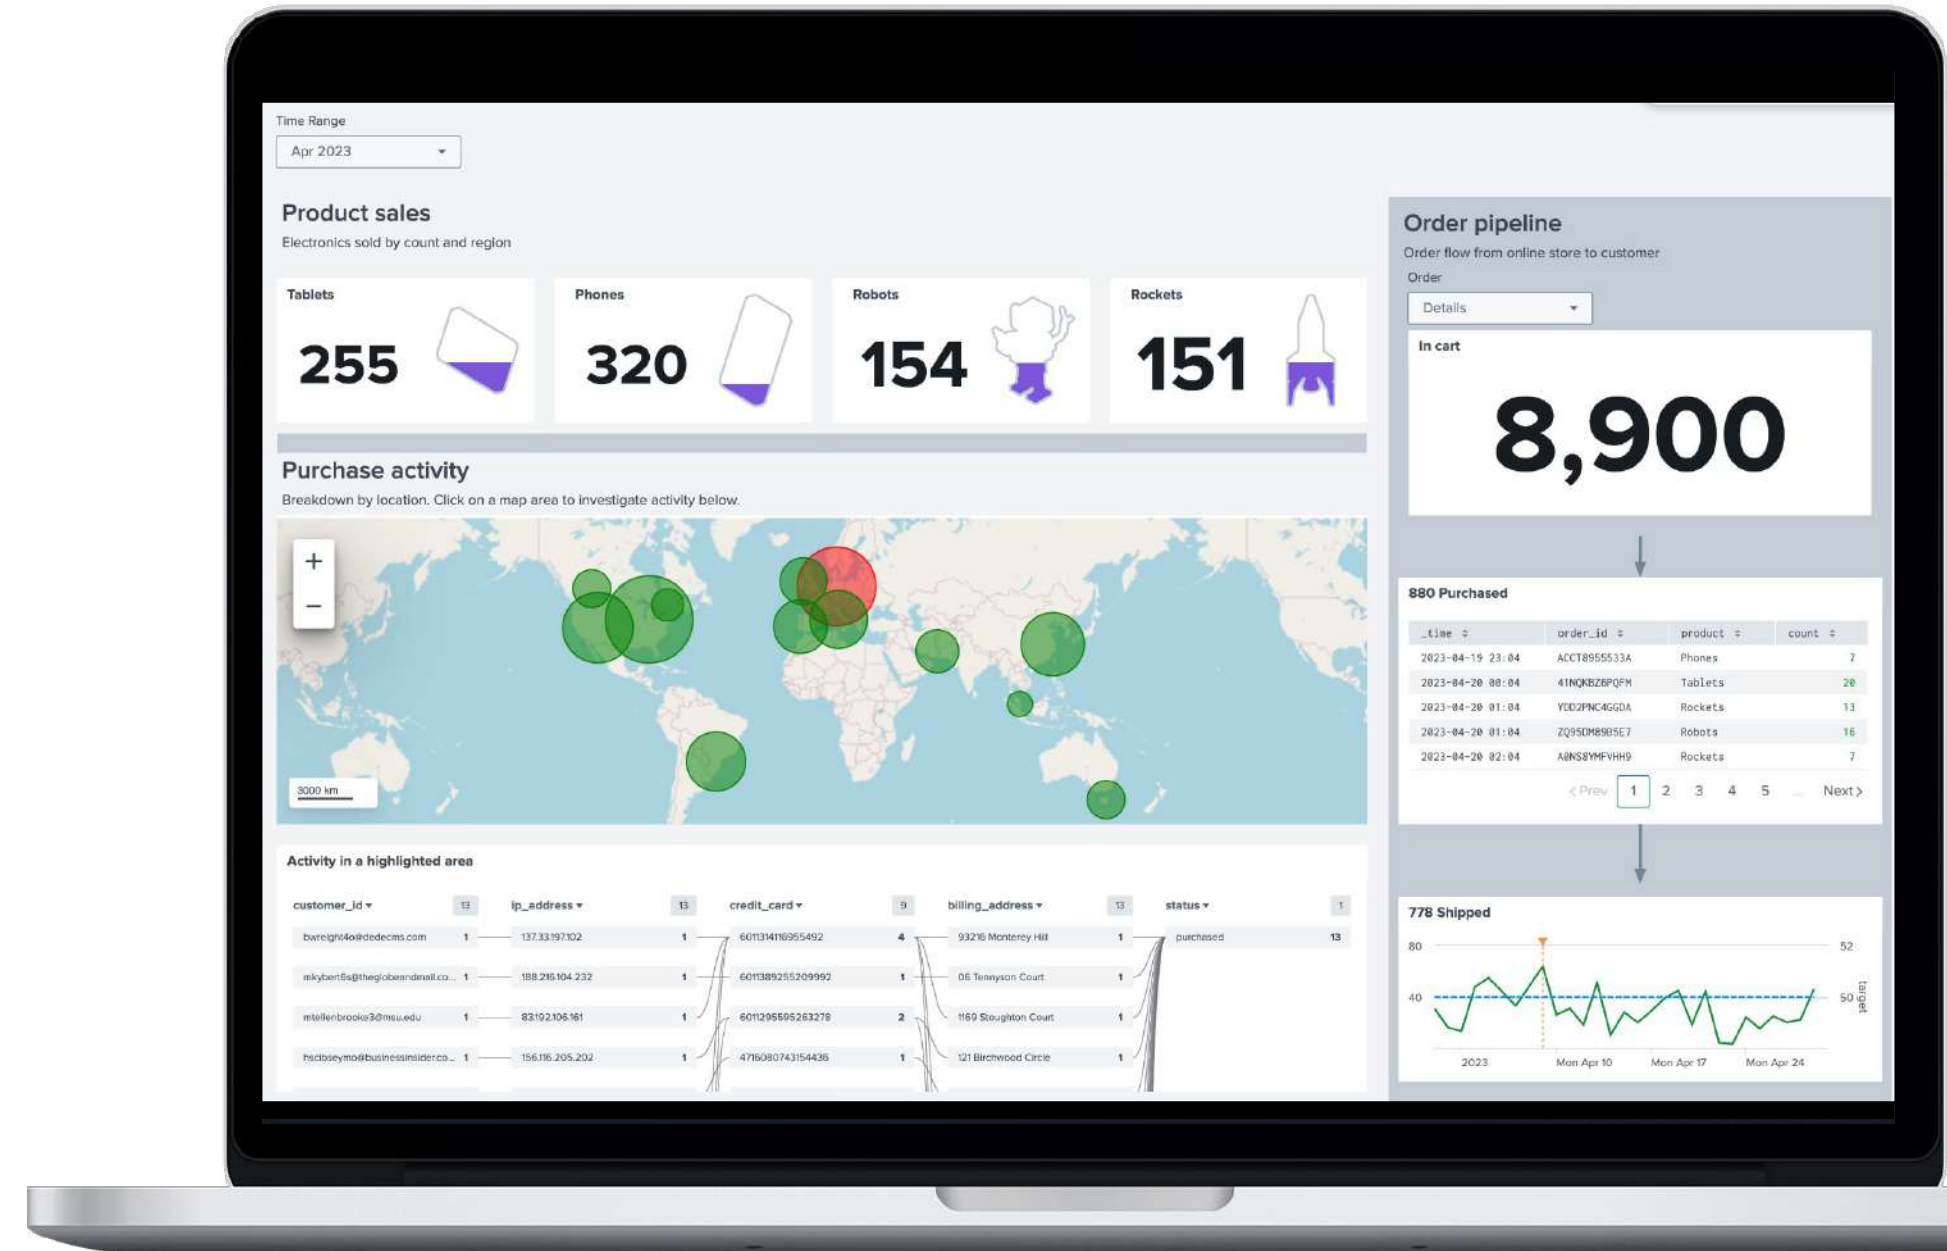 Time Range
Apr 2023
Product sales
Electronics sold by count and region
Tablets
255
Phones
320
Robots
154
Rockets
151
Purchase activity
Breakdown by location. Click on a map area to investigate activity below.
+
−
3000 km
Activity in a highlighted area
customer_id 13 ip_address 13 credit_card 9 billing_address 13 status 1
1 137.33.197.102 1 6011314116955492 4 93216 Monterey Hill 1 purchased 13
1 188.216.104.232 1 6011389255209992 1 06 Tennyson Court 1
mtellenbrooke3@msu.edu 1 83.192.106.161 1 6011295595263278 2 1169 Stoughton Court 1
1 156.116.205.202 1 4716080743154436 1 121 Birchwood Circle 1
Order pipeline
Order flow from online store to customer
Order
Details
In cart
8,900
880 Purchased
_time order_id product count
2023-04-19 23:04 ACCT8955533A Phones 7
2023-04-20 00:04 41NQKBZ6PQFM Tablets 20
2023-04-20 01:04 YDD2PNC4GGDA Rockets 13
2023-04-20 01:04 Robots 16
2023-04-20 02:04 A0NS8YMFVHH9 Rockets 7
<Prev 1 2 3 4 5 ... Next>
778 Shipped
80 52
40 50
target
2023 Mon Apr 10 Mon Apr 17 Mon Apr 24